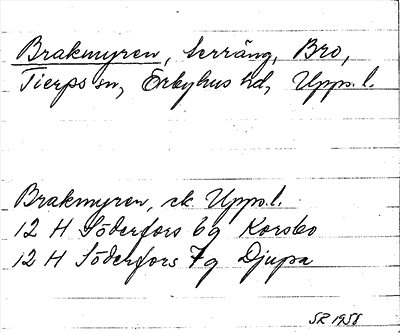 Brakmyren, terräng, Bro,
Tierps sn, Örbyhus hd, Upps. l.
Brakmyren, ek Upps. l.
12 H Söderfors 6g Korsbo
12 H Söderfors 7g Djupa
SR 1958